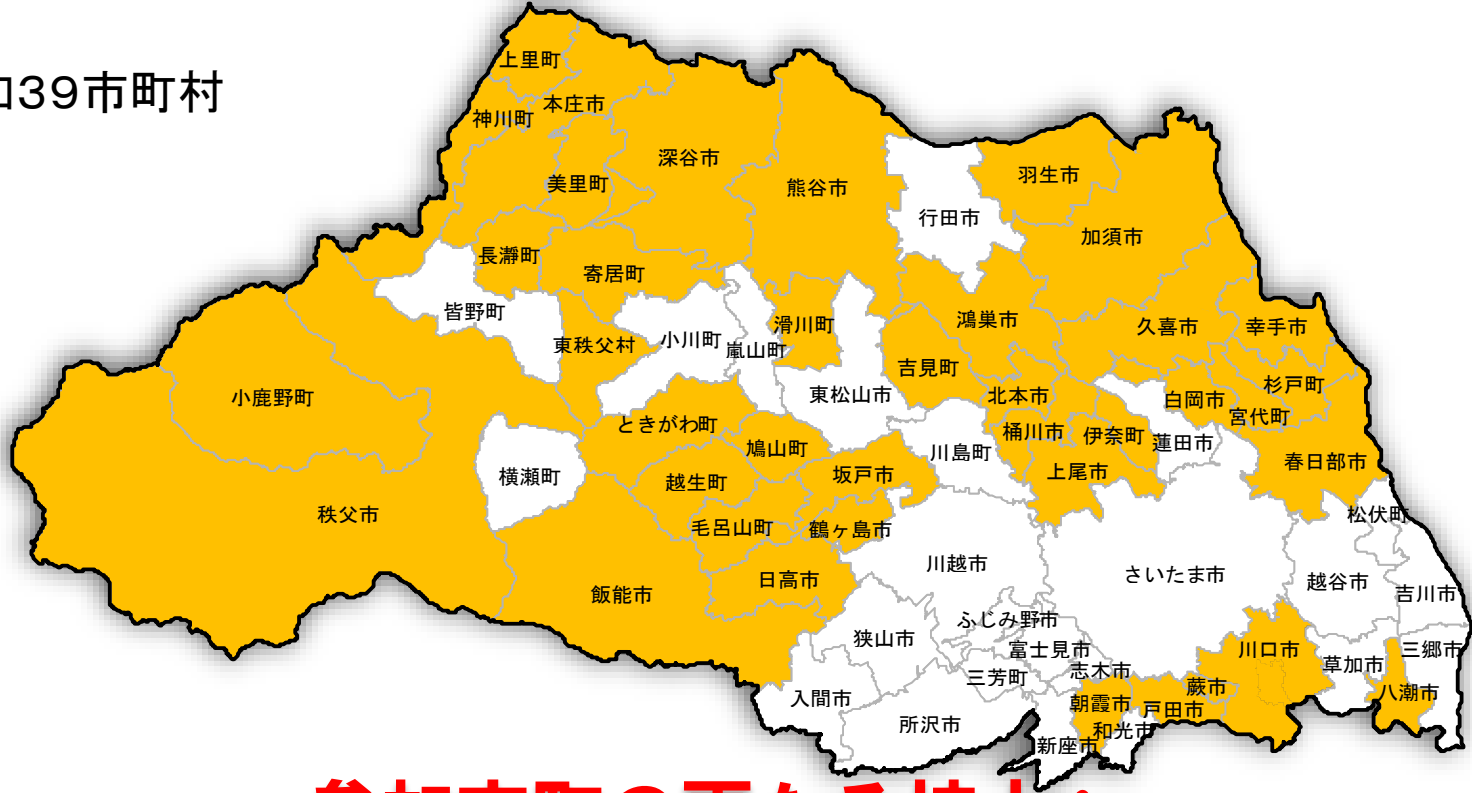 39市町村
上里町
本庄市
神川町
深谷市
美里町
熊谷市
羽生市
行田市
加須市
長瀞町
寄居町
皆野町
滑川町
鴻巣市
久喜市
幸手市
東秩父村
小川町
嵐山町
吉見町
杉戸町
小鹿野町
東松山市
北本市
白岡市
宮代町
ときがわ町
桶川市
伊奈町
蓮田市
鳩山町
川島町
春日部市
横瀬町
越生町
坂戸市
上尾市
秩父市
松伏町
毛呂山町
鶴ヶ島市
川越市
さいたま市
日高市
越谷市
飯能市
吉川市
ふじみ野市
狭山市
富士見市
川口市
三郷市
志木市
草加市
三芳町
蕨市
八潮市
入間市
朝霞市
戸田市
所沢市
和光市
新座市